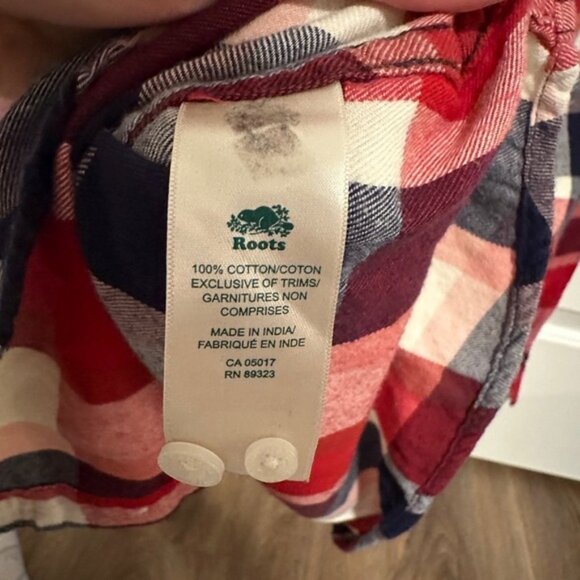 Roots
100% COTTON/COTON
EXCLUSIVE OF TRIMS/
GARNITURES NON
COMPRISES
MADE IN INDIA/
FABRIQUÉ EN INDE
CA 05017
RN 89323